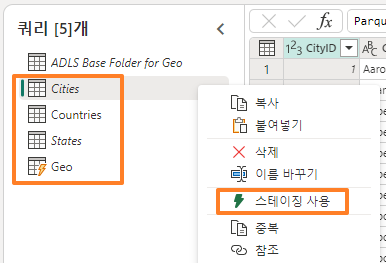 쿼리 [5]개
fx
Parqu
ADLS Base Folder for Geo
Cities
Countries
States
Geo
1²3 CityID
A
C
1
1
Aaro
복사
붙여넣기
삭제
이름 바꾸기
스테이징 사용
중복
참조